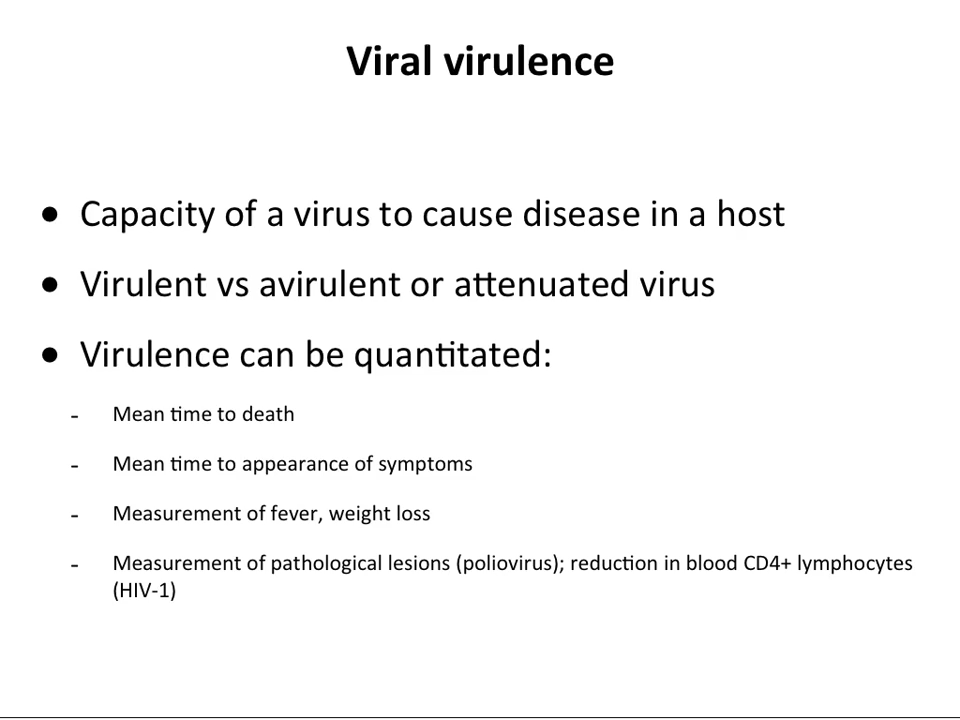 Viral virulence
• Capacity of a virus to cause disease in a host
• Virulent vs avirulent or attenuated virus
• Virulence can be quantitated:
- Mean time to death
- Mean time to appearance of symptoms
- Measurement of fever, weight loss
- Measurement of pathological lesions (poliovirus); reduction in blood CD4+ lymphocytes
(HIV-1)